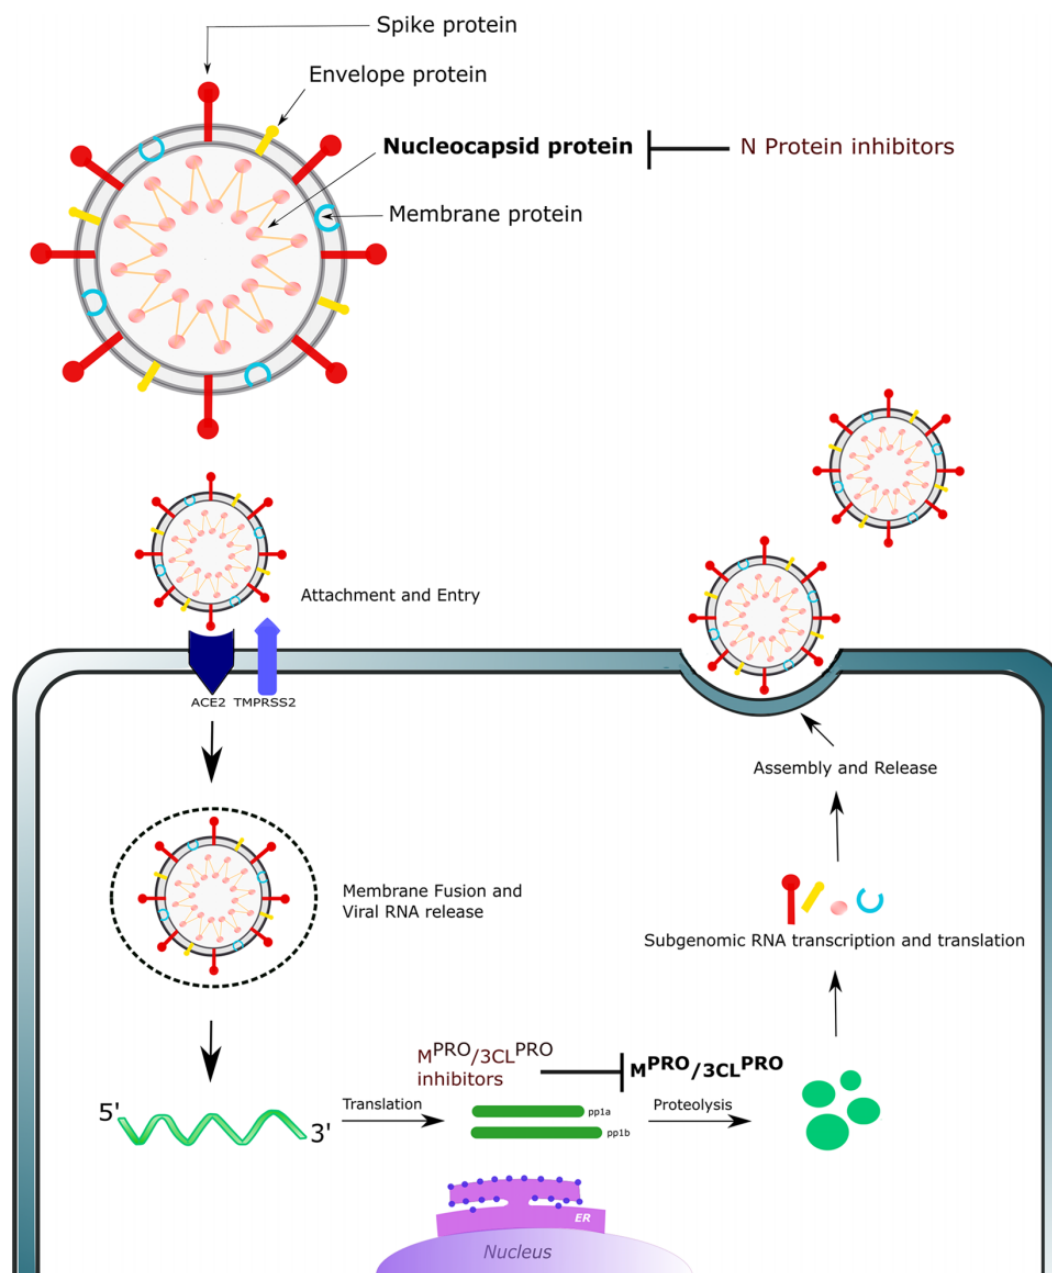 Spike protein
Envelope protein
Nucleocapsid protein
N Protein inhibitors
Membrane protein
Attachment and Entry
ACE2 TMPRSS2
Assembly and Release
Membrane Fusion and
Viral RNA release
Subgenomic RNA transcription and translation
MPRO/3CLPRO
inhibitors
MPRO/3CLPRO
5'
3'
Translation
pp1a
pp1b
Proteolysis
ER
Nucleus